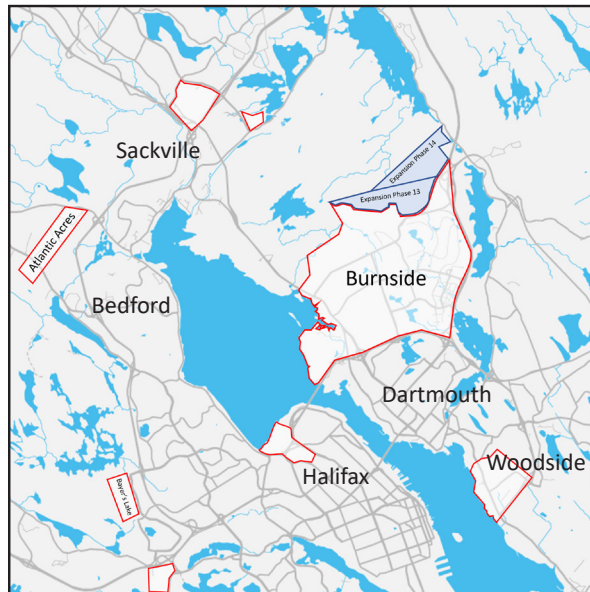 Expansion Phase 14
Sackville
Expansion Phase 13
Atlantic Acres
Burnside
Bedford
Dartmouth
Woodside
Halifax
Bayer's Lake